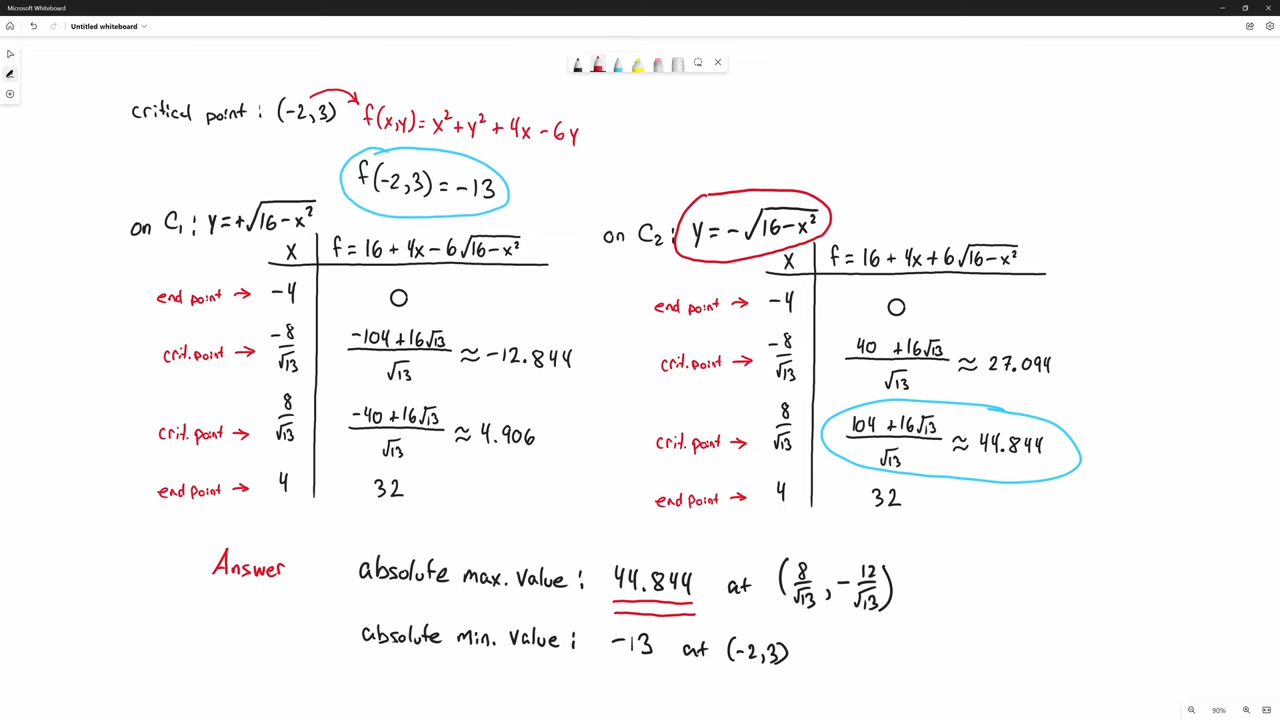 Microsoft Whiteboard
Untitled whiteboard
critical point : (-2,3) f(x,y) = x² + y² + 4x - 6y
f(-2,3) = -13
on C₁ : y = +√(16-x²)
x f = 16 + 4x - 6√(16-x²)
end point → -4 0
crit. point → -8/√13 (-104 + 16√13)/√13 ≈ -12.844
crit. point → 8/√13 (-40 + 16√13)/√13 ≈ 4.906
end point → 4 32
on C₂ : y = -√(16-x²)
x f = 16 + 4x + 6√(16-x²)
end point → -4 0
crit. point → -8/√13 (40 + 16√13)/√13 ≈ 27.094
crit. point → 8/√13 (104 + 16√13)/√13 ≈ 44.844
end point → 4 32
Answer absolute max. value : 44.844 at (8/√13, -12/√13)
absolute min. value : -13 at (-2,3)
90%